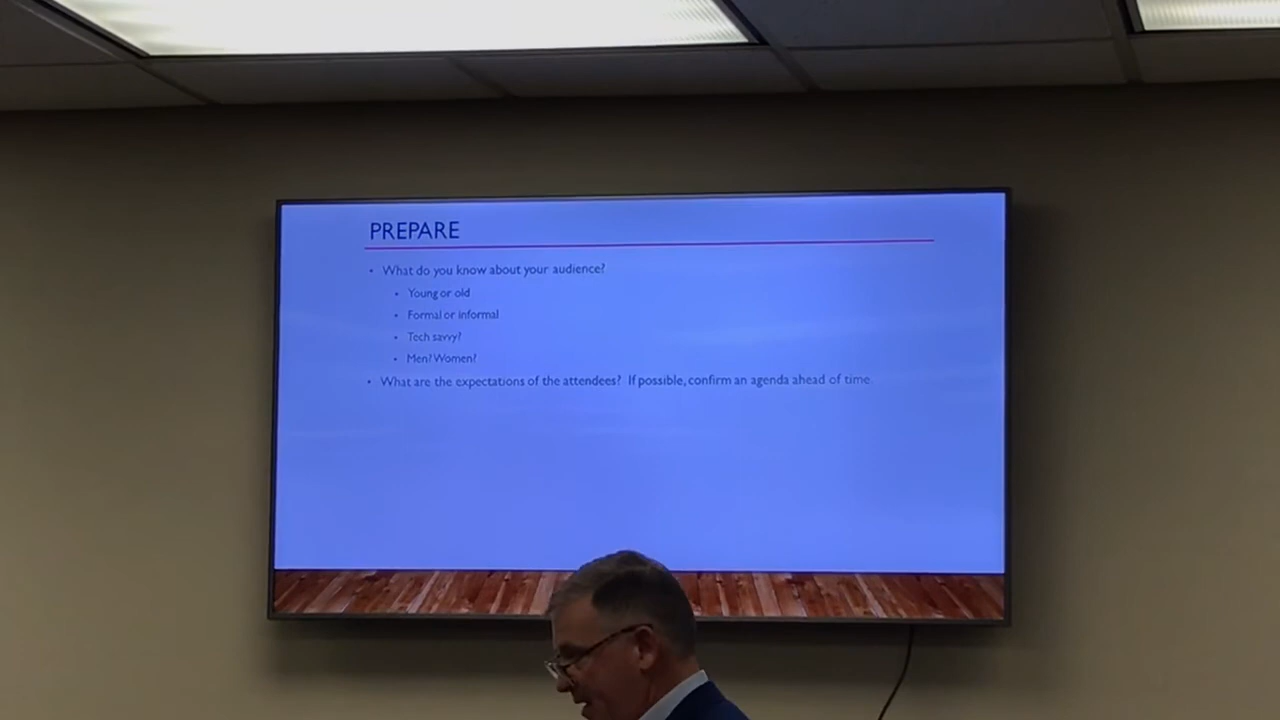 PREPARE
• What do you know about your audience?
• Young or old
• Formal or informal
• Tech savvy?
• Men? Women?
• What are the expectations of the attendees? If possible, confirm an agenda ahead of time.